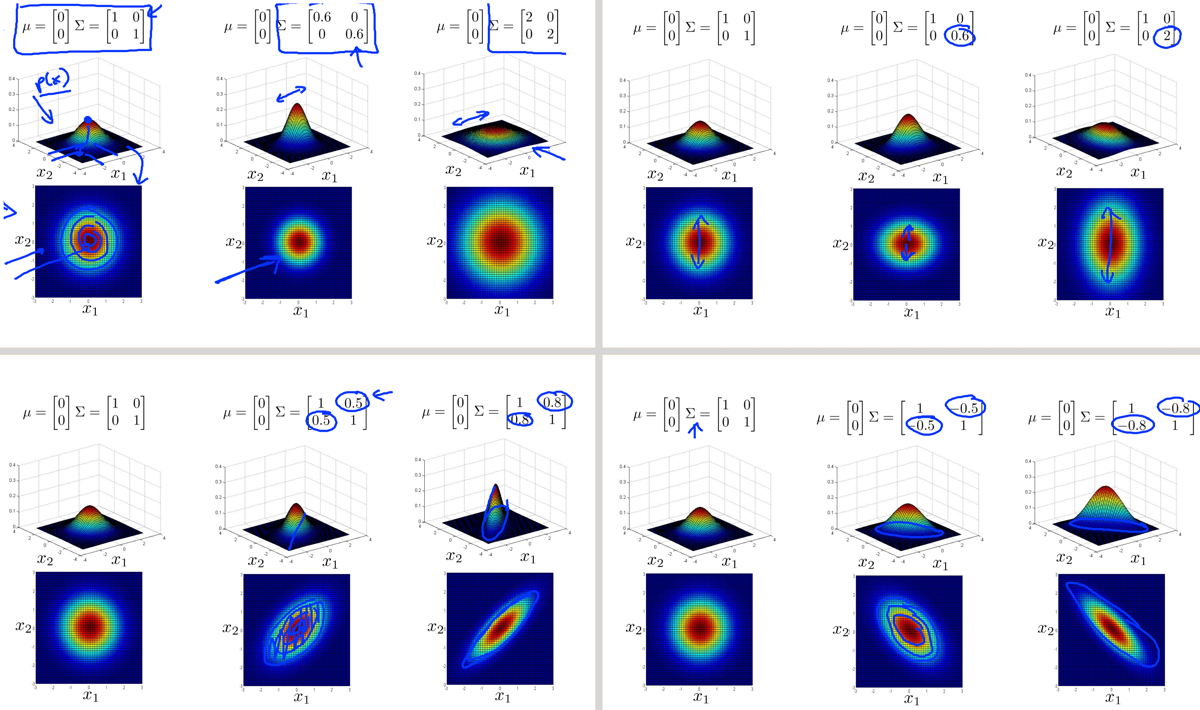 μ = [0 0] Σ = [1 0 0 1]
μ = [0 0] Σ = [0.6 0 0 0.6]
μ = [0 0] Σ = [2 0 0 2]
p(x)
x2 x1
x2 x1
x2 x1
x2
x2
x2
x1
x1
x1
μ = [0 0] Σ = [1 0 0 1]
μ = [0 0] Σ = [1 0 0 0.6]
μ = [0 0] Σ = [1 0 0 2]
x2 x1
x2 x1
x2 x1
x2
x2
x2
x1
x1
x1
μ = [0 0] Σ = [1 0 0 1]
μ = [0 0] Σ = [1 0.5 0.5 1]
μ = [0 0] Σ = [1 0.8 0.8 1]
x2 x1
x2 x1
x2 x1
x2
x2
x2
x1
x1
x1
μ = [0 0] Σ = [1 0 0 1]
μ = [0 0] Σ = [1 −0.5 −0.5 1]
μ = [0 0] Σ = [1 −0.8 −0.8 1]
x2 x1
x2 x1
x2 x1
x2
x2
x2
x1
x1
x1